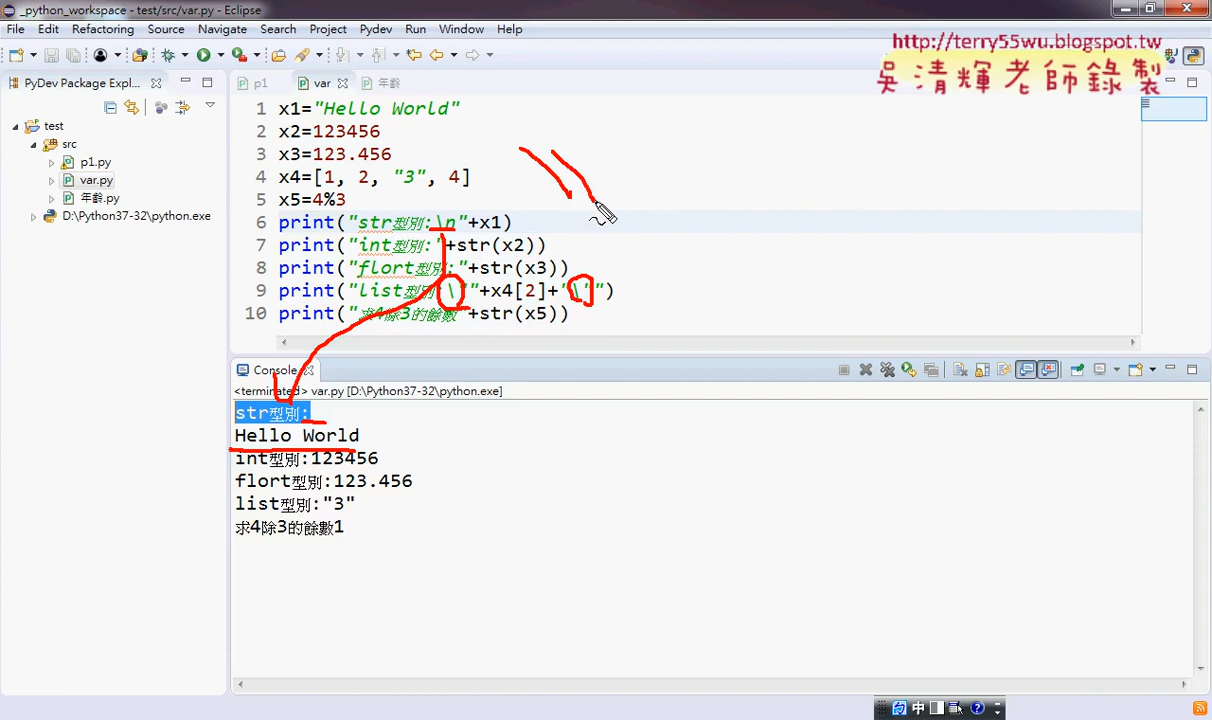 _python_workspace - test/src/var.py - Eclipse
File Edit Refactoring Source Navigate Search Project Pydev Run Window Help
http://terry55wu.blogspot.tw
吳清輝老師錄製
PyDev Package Expl...
p1 var 年齡
test
src
p1.py
var.py
年齡.py
D:\Python37-32\python.exe
1 x1="Hello World"
2 x2=123456
3 x3=123.456
4 x4=[1, 2, "3", 4]
5 x5=4%3
6 print("str型別:\n"+x1)
7 print("int型別:"+str(x2))
8 print("flort型別:"+str(x3))
9 print("list型別:\""+x4[2]+"\"")
10 print("求4除3的餘數"+str(x5))
Console
<terminated> var.py [D:\Python37-32\python.exe]
str型別:
Hello World
int型別:123456
flort型別:123.456
list型別:"3"
求4除3的餘數1
中